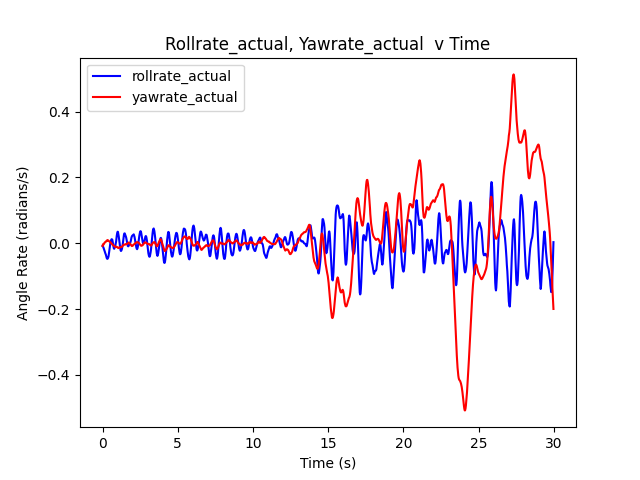 Rollrate_actual, Yawrate_actual  v Time
rollrate_actual
yawrate_actual
Angle Rate (radians/s)
0.4
0.2
0.0
−0.2
−0.4
0 5 10 15 20 25 30
Time (s)